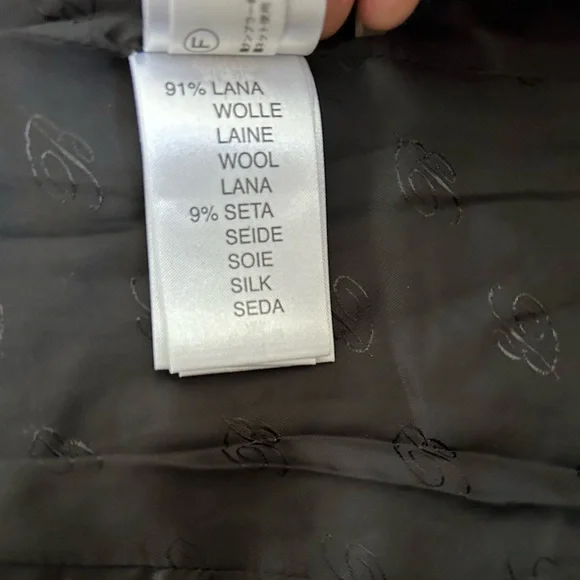 F
91% LANA
WOLLE
LAINE
WOOL
LANA
9% SETA
SEIDE
SOIE
SILK
SEDA